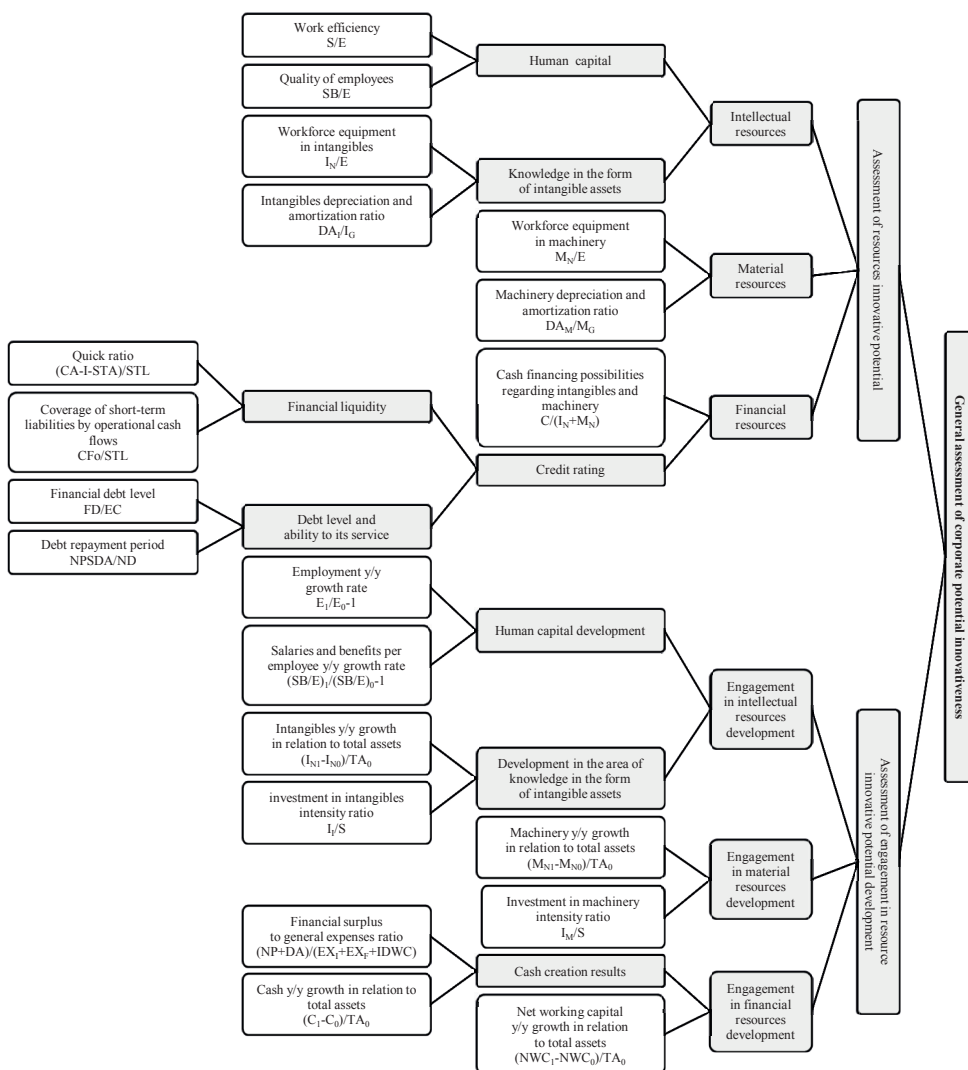 Work efficiency
S/E
Quality of employees
SB/E
Human capital
Workforce equipment
in intangibles
I_N/E
Intangibles depreciation and
amortization ratio
DA_I/I_G
Knowledge in the form
of intangible assets
Intellectual
resources
Workforce equipment
in machinery
M_N/E
Machinery depreciation and
amortization ratio
DA_M/M_G
Material
resources
Quick ratio
(CA-I-STA)/STL
Coverage of short-term
liabilities by operational cash
flows
CFo/STL
Financial liquidity
Financial debt level
FD/EC
Debt repayment period
NPSDA/ND
Debt level and
ability to its service
Cash financing possibilities
regarding intangibles and
machinery
C/(I_N+M_N)
Credit rating
Financial
resources
Assessment of resources innovative potential
Employment y/y
growth rate
E_1/E_0-1
Salaries and benefits per
employee y/y growth rate
(SB/E)_1/(SB/E)_0-1
Human capital development
Intangibles y/y growth
in relation to total assets
(I_N1-I_N0)/TA_0
investment in intangibles
intensity ratio
I_I/S
Development in the area of
knowledge in the form
of intangible assets
Engagement
in intellectual
resources
development
Machinery y/y growth
in relation to total assets
(M_N1-M_N0)/TA_0
Investment in machinery
intensity ratio
I_M/S
Engagement
in material
resources
development
Financial surplus
to general expenses ratio
(NP+DA)/(EX_I+EX_F+IDWC)
Cash y/y growth in relation to
total assets
(C_1-C_0)/TA_0
Cash creation results
Net working capital
y/y growth in relation
to total assets
(NWC_1-NWC_0)/TA_0
Engagement
in financial
resources
development
Assessment of engagement in resource
innovative potential development
General assessment of corporate potential innovativeness